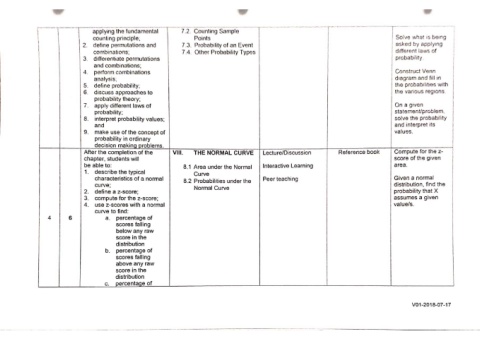 applying the fundamental
counting principle;
2. define permutations and
combinations;
3. differentiate permutations
and combinations;
4. perform combinations
analysis.
5. define probability;
6. discuss approaches to
probability theory;
7. apply different laws of
probability;
8. interpret probability values;
and
9. make use of the concept of
probability in ordinary
decision making problems.
7.2. Counting Sample
Points
7.3. Probability of an Event
7.4. Other Probability Types
Solve what is being
asked by applying
different laws of
probability.
Construct Venn
diagram and fill in
the probabilities with
the various regions.
On a given
statement/problem,
solve the probability
and interpret its
values.
4
6
After the completion of the
chapter, students will
be able to:
1. describe the typical
characteristics of a normal
curve;
2. define a z-score;
3. compute for the z-score;
4. use z-scores with a normal
curve to find:
a. percentage of
scores falling
below any raw
score in the
distribution
b. percentage of
scores falling
above any raw
score in the
distribution
c. percentage of
VIII. THE NORMAL CURVE
8.1 Area under the Normal
Curve
8.2 Probabilities under the
Normal Curve
Lecture/Discussion
Interactive Learning
Peer teaching
Reference book
Compute for the z-
score of the given
area.
Given a normal
distribution, find the
probability that X
assumes a given
value/s.
V01-2018-07-17